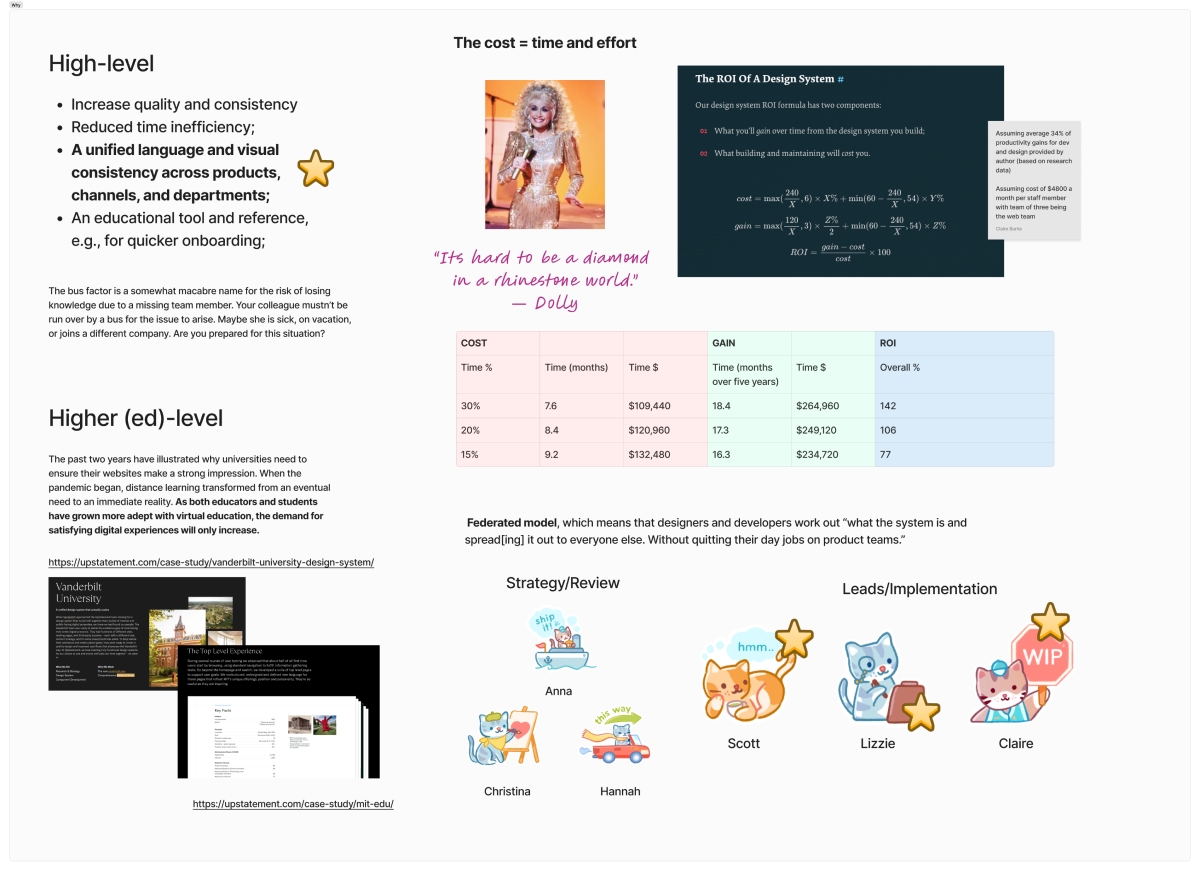 Why
High-level
Increase quality and consistency
Reduced time inefficiency;
A unified language and visual
consistency across products,
channels, and departments;
An educational tool and reference,
e.g., for quicker onboarding;
The bus factor is a somewhat macabre name for the risk of losing
knowledge due to a missing team member. Your colleague mustn't be
run over by a bus for the issue to arise. Maybe she is sick, on vacation,
or joins a different company. Are you prepared for this situation?
Higher (ed)-level
The past two years have illustrated why universities need to
ensure their websites make a strong impression. When the
pandemic began, distance learning transformed from an eventual
need to an immediate reality. As both educators and students
have grown more adept with virtual education, the demand for
satisfying digital experiences will only increase.
https://upstatement.com/case-study/vanderbilt-university-design-system/
Vanderbilt
University
The Top Level Experience
Key Facts
https://upstatement.com/case-study/mit-edu/
The cost = time and effort
"Its hard to be a diamond
in a rhinestone world."
— Dolly
The ROI Of A Design System #
Our design system ROI formula has two components:
01 What you'll gain over time from the design system you build;
02 What building and maintaining will cost you.
cost = max(240/X, 6) × X% + min(60 − 240/X, 54) × Y%
gain = max(120/X, 3) × Z%/2 + min(60 − 240/X, 54) × Z%
ROI = gain − cost/cost × 100
Assuming average 34% of
productivity gains for dev
and design provided by
author (based on research
data)
Assuming cost of $4800 a
month per staff member
with team of three being
the web team
Claire Burke
COST GAIN ROI
Time % Time (months) Time $ Time (months over five years) Time $ Overall %
30% 7.6 $109,440 18.4 $264,960 142
20% 8.4 $120,960 17.3 $249,120 106
15% 9.2 $132,480 16.3 $234,720 77
Federated model, which means that designers and developers work out "what the system is and
spread[ing] it out to everyone else. Without quitting their day jobs on product teams."
Strategy/Review
ship
it!
Anna
Christina
this way
Hannah
Leads/Implementation
hmm..
Scott
Lizzie
WIP
Claire